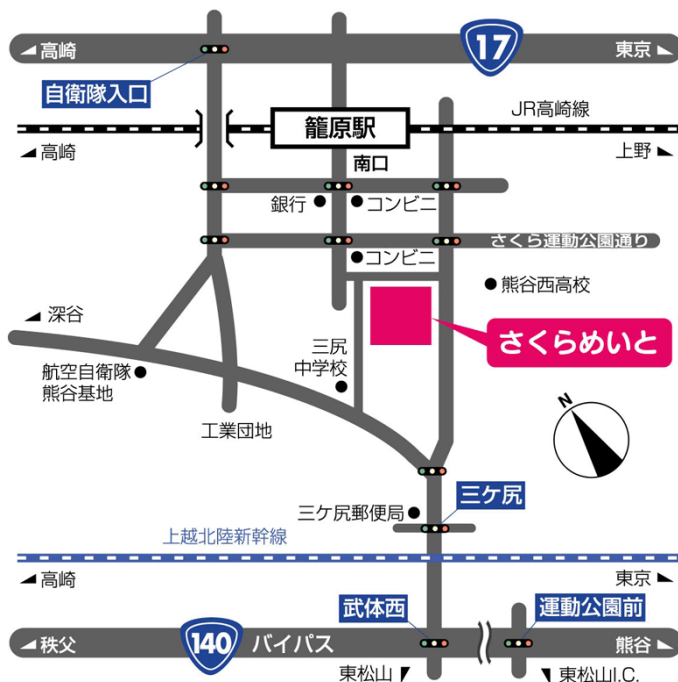 高崎
17
東京
自衛隊入口
籠原駅
JR高崎線
高崎
南口
上野
銀行
コンビニ
さくら運動公園通り
コンビニ
熊谷西高校
深谷
さくらめいと
三尻
中学校
航空自衛隊
熊谷基地
N
工業団地
三ケ尻
三ケ尻郵便局
上越北陸新幹線
高崎
東京
武体西
運動公園前
秩父
140
バイパス
熊谷
東松山
東松山I.C.